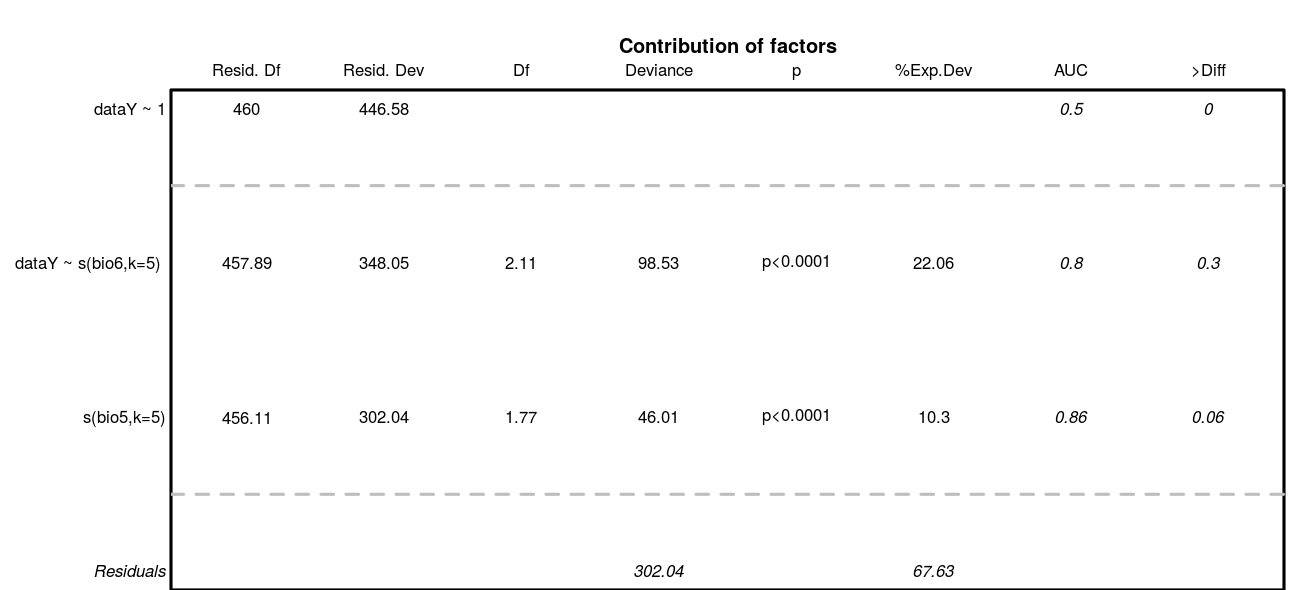 Contribution of factors
Resid. Df Resid. Dev Df Deviance p %Exp.Dev AUC >Diff
dataY ~ 1 460 446.58 0.5 0
dataY ~ s(bio6,k=5) 457.89 348.05 2.11 98.53 p<0.0001 22.06 0.8 0.3
s(bio5,k=5) 456.11 302.04 1.77 46.01 p<0.0001 10.3 0.86 0.06
Residuals 302.04 67.63